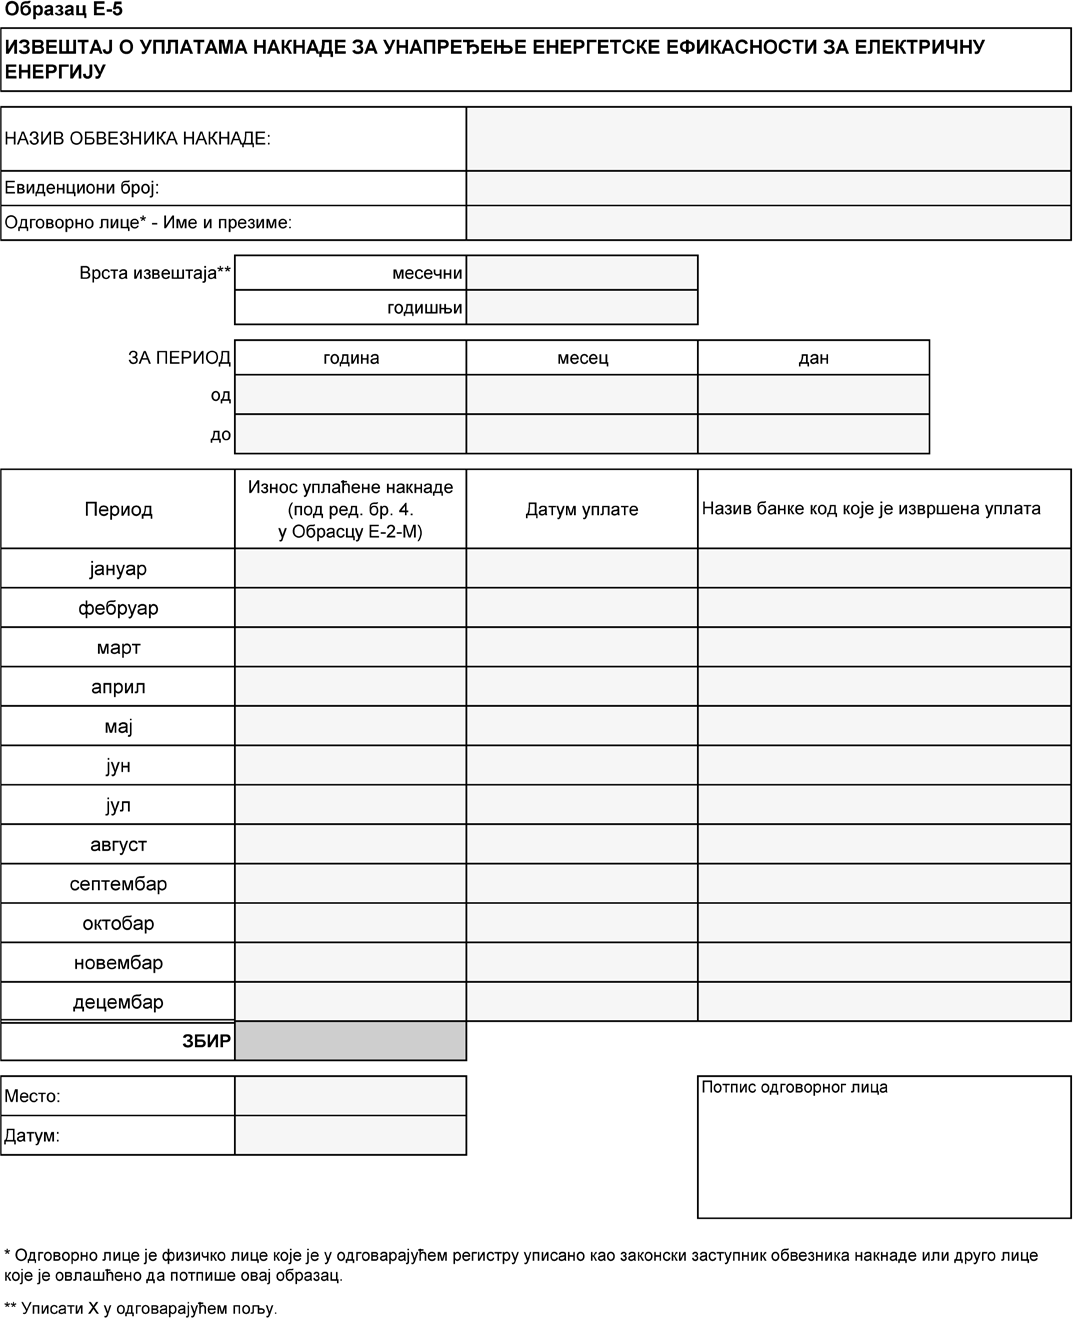 Образац Е-5
ИЗВЕШТАЈ О УПЛАТАМА НАКНАДЕ ЗА УНАПРЕЂЕЊЕ ЕНЕРГЕТСКЕ ЕФИКАСНОСТИ ЗА ЕЛЕКТРИЧНУ
ЕНЕРГИЈУ
НАЗИВ ОБВЕЗНИКА НАКНАДЕ:
Евиденциони број:
Одговорно лице* - Име и презиме:
Врста извештаја** месечни
годишњи
ЗА ПЕРИОД година месец дан
од
до
Период Износ уплаћене накнаде (под ред. бр. 4. у Обрасцу Е-2-М) Датум уплате Назив банке код које је извршена уплата
јануар
фебруар
март
април
мај
јун
јул
август
септембар
октобар
новембар
децембар
ЗБИР
Место:
Датум:
Потпис одговорног лица
* Одговорно лице је физичко лице које је у одговарајућем регистру уписано као законски заступник обвезника накнаде или друго лице
које је овлашћено да потпише овај образац.
** Уписати Х у одговарајућем пољу.